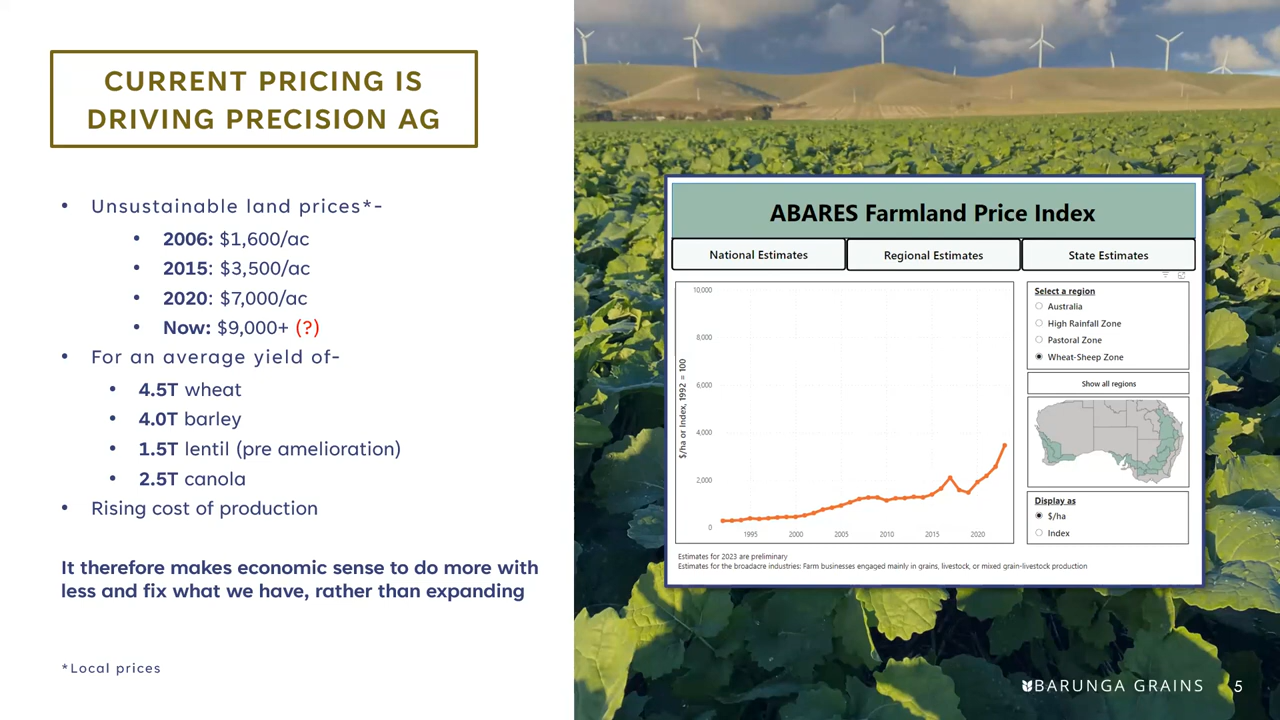 CURRENT PRICING IS
DRIVING PRECISION AG
• Unsustainable land prices*-
• 2006: $1,600/ac
• 2015: $3,500/ac
• 2020: $7,000/ac
• Now: $9,000+ (?)
• For an average yield of-
• 4.5T wheat
• 4.0T barley
• 1.5T lentil (pre amelioration)
• 2.5T canola
• Rising cost of production
It therefore makes economic sense to do more with
less and fix what we have, rather than expanding
*Local prices
ABARES Farmland Price Index
National Estimates
Regional Estimates
State Estimates
$/ha or Index, 1992 = 100
10,000
8,000
6,000
4,000
2,000
0
1995 2000 2005 2010 2015 2020
Select a region
Australia
High Rainfall Zone
Pastoral Zone
Wheat-Sheep Zone
Show all regions
Display as
$/ha
Index
Estimates for 2023 are preliminary
Estimates for the broadacre industries: Farm businesses engaged mainly in grains, livestock, or mixed grain-livestock production
BARUNGA GRAINS 5